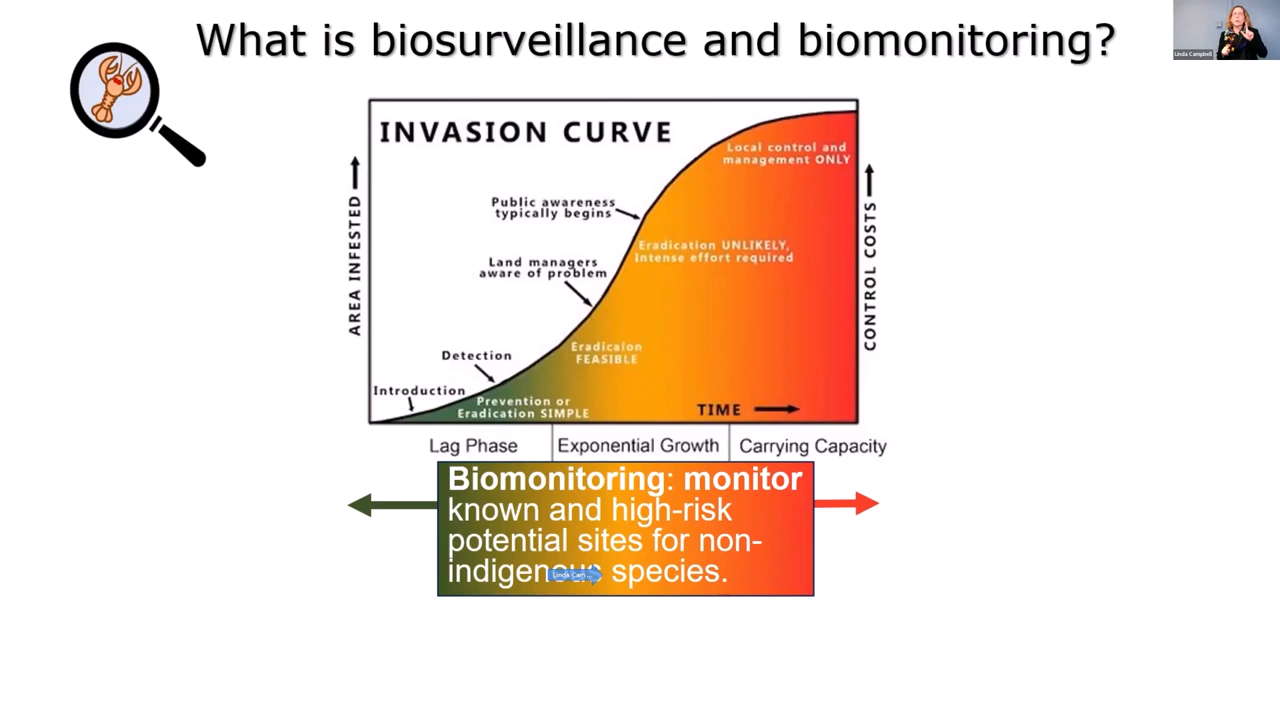 What is biosurveillance and biomonitoring?
Linda Campbell
INVASION CURVE
AREA INFESTED
CONTROL COSTS
Local control and
management ONLY
Public awareness
typically begins
Eradication UNLIKELY,
Intense effort required
Land managers
aware of problem
Eradicaion
FEASIBLE
Detection
Introduction
Prevention or
Eradication SIMPLE
TIME
Lag Phase
Exponential Growth
Carrying Capacity
Biomonitoring: monitor
known and high-risk
potential sites for non-
indigenous species.
Linda Cam...